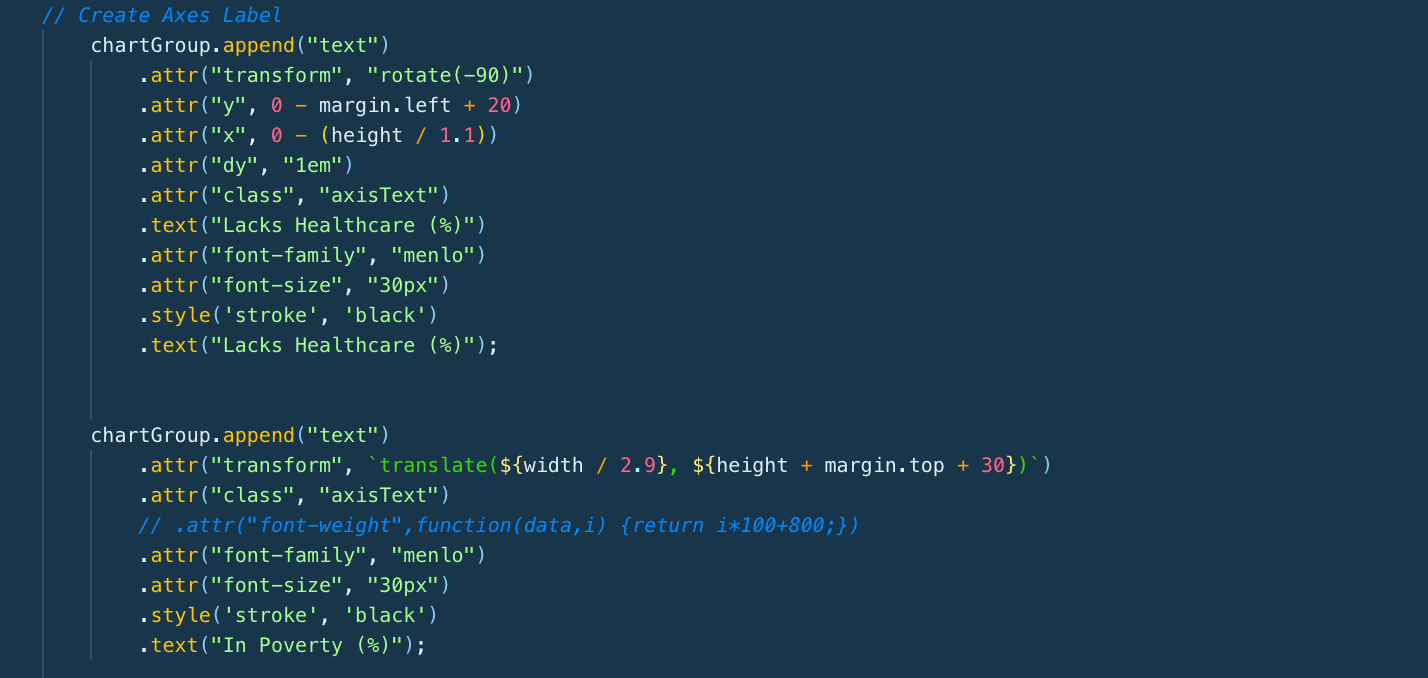 // Create Axes Label
chartGroup.append("text")
.attr("transform", "rotate(-90)")
.attr("y", 0 - margin.left + 20)
.attr("x", 0 - (height / 1.1))
.attr("dy", "1em")
.attr("class", "axisText")
.text("Lacks Healthcare (%)")
.attr("font-family", "menlo")
.attr("font-size", "30px")
.style('stroke', 'black')
.text("Lacks Healthcare (%)");
chartGroup.append("text")
.attr("transform", `translate(${width / 2.9}, ${height + margin.top + 30})`)
.attr("class", "axisText")
// .attr("font-weight",function(data,i) {return i*100+800;})
.attr("font-family", "menlo")
.attr("font-size", "30px")
.style('stroke', 'black')
.text("In Poverty (%)");